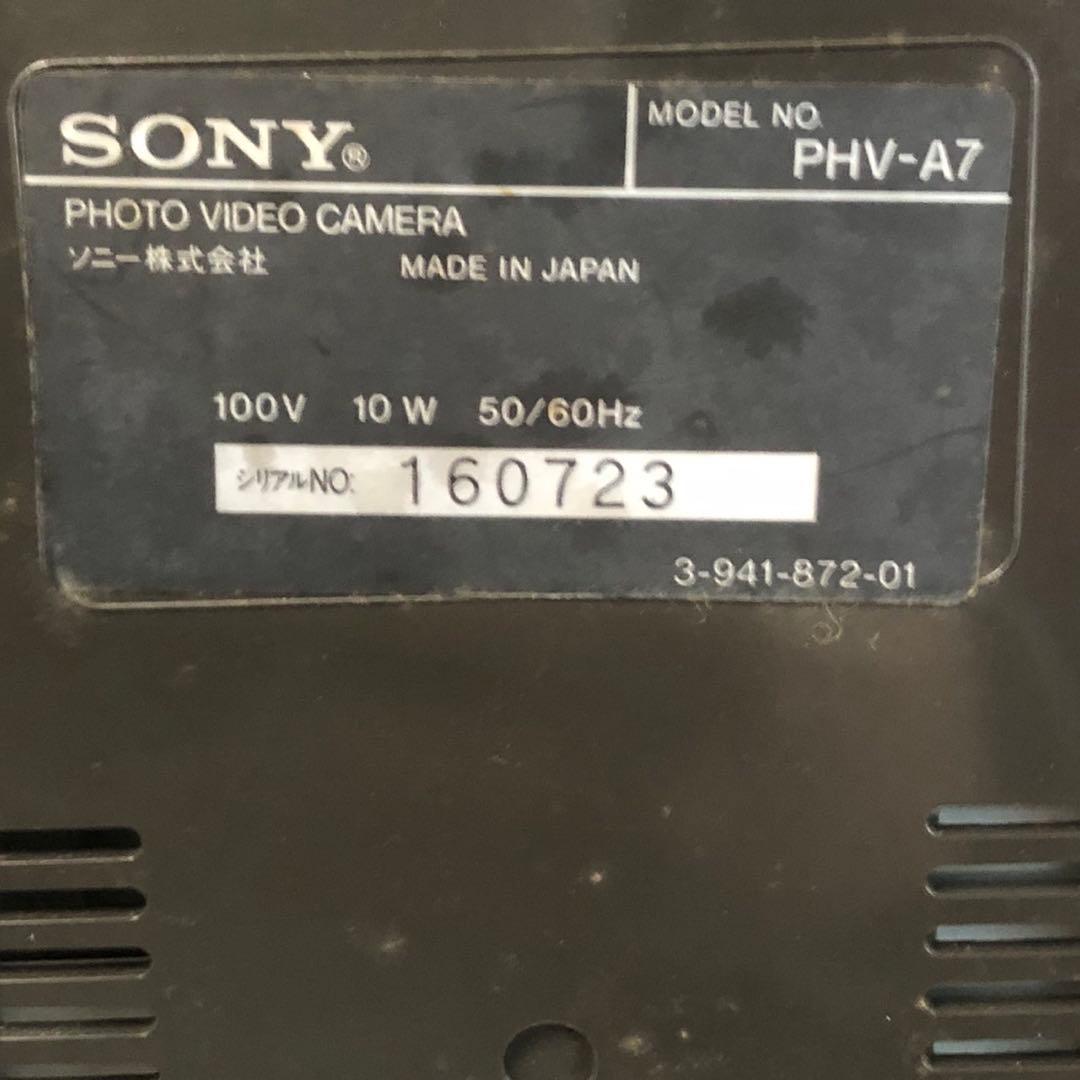 SONY®
MODEL NO.
PHV-A7
PHOTO VIDEO CAMERA
ソニー株式会社 MADE IN JAPAN
100V 10 W 50/60Hz
シリアルNO: 160723
3-941-872-01